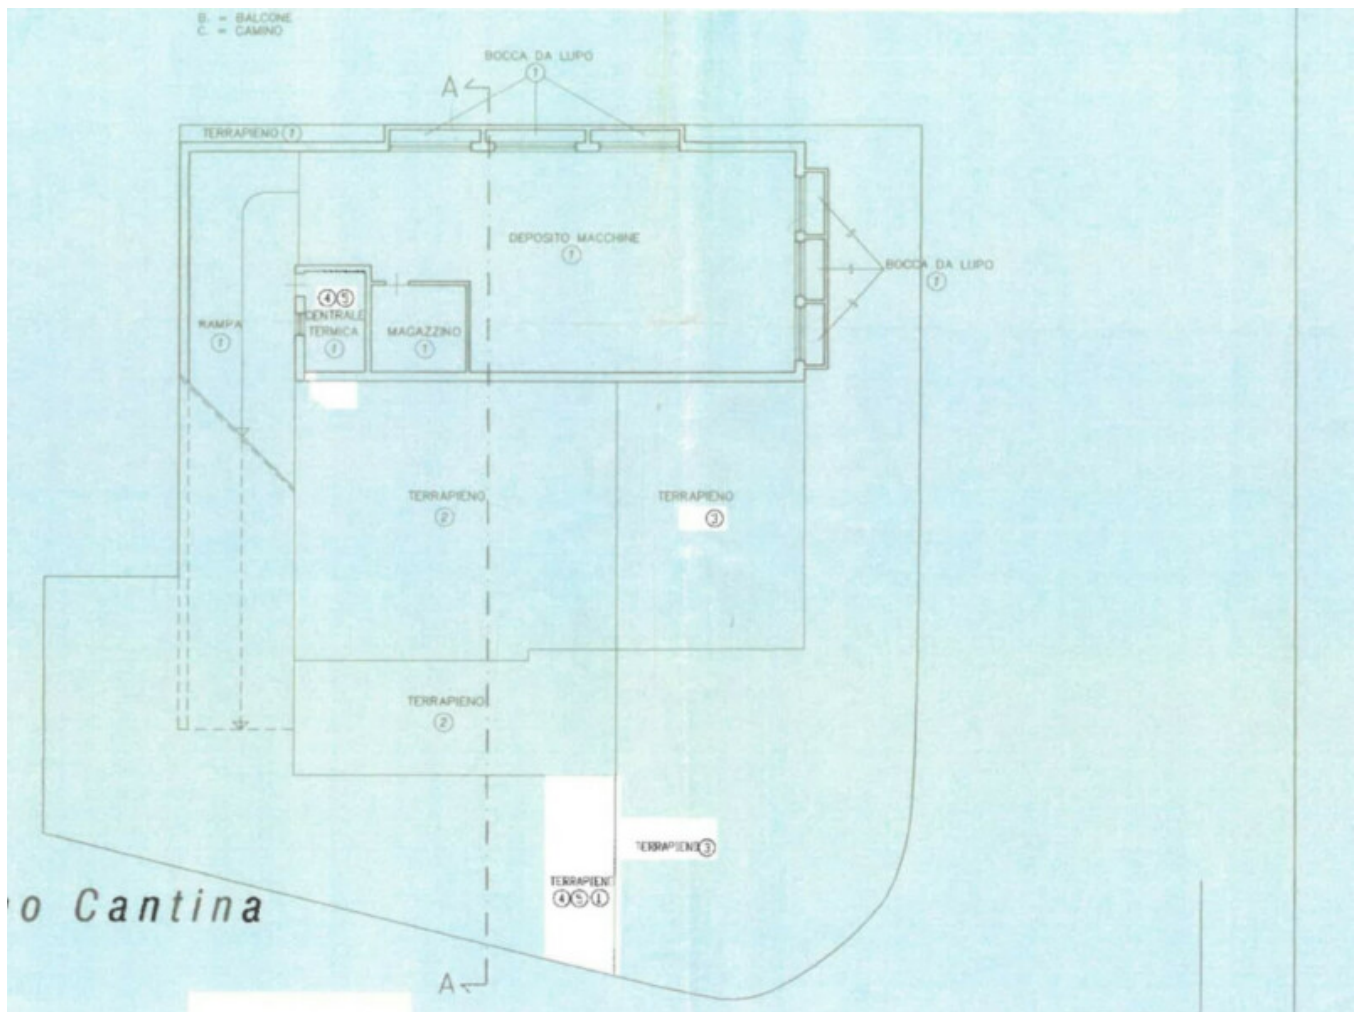 B. = BALCONE
C. = CAMINO
BOCCA DA LUPO
1
A
TERRAPIENO 1
DEPOSITO MACCHINE
1
BOCCA DA LUPO
1
4 5
CENTRALE
TERMICA
1
MAGAZZINO
1
RAMPA
1
TERRAPIENO
2
TERRAPIENO
3
TERRAPIENO
2
TERRAPIENO 3
TERRAPIENO
4 5 1
o Cantina
A